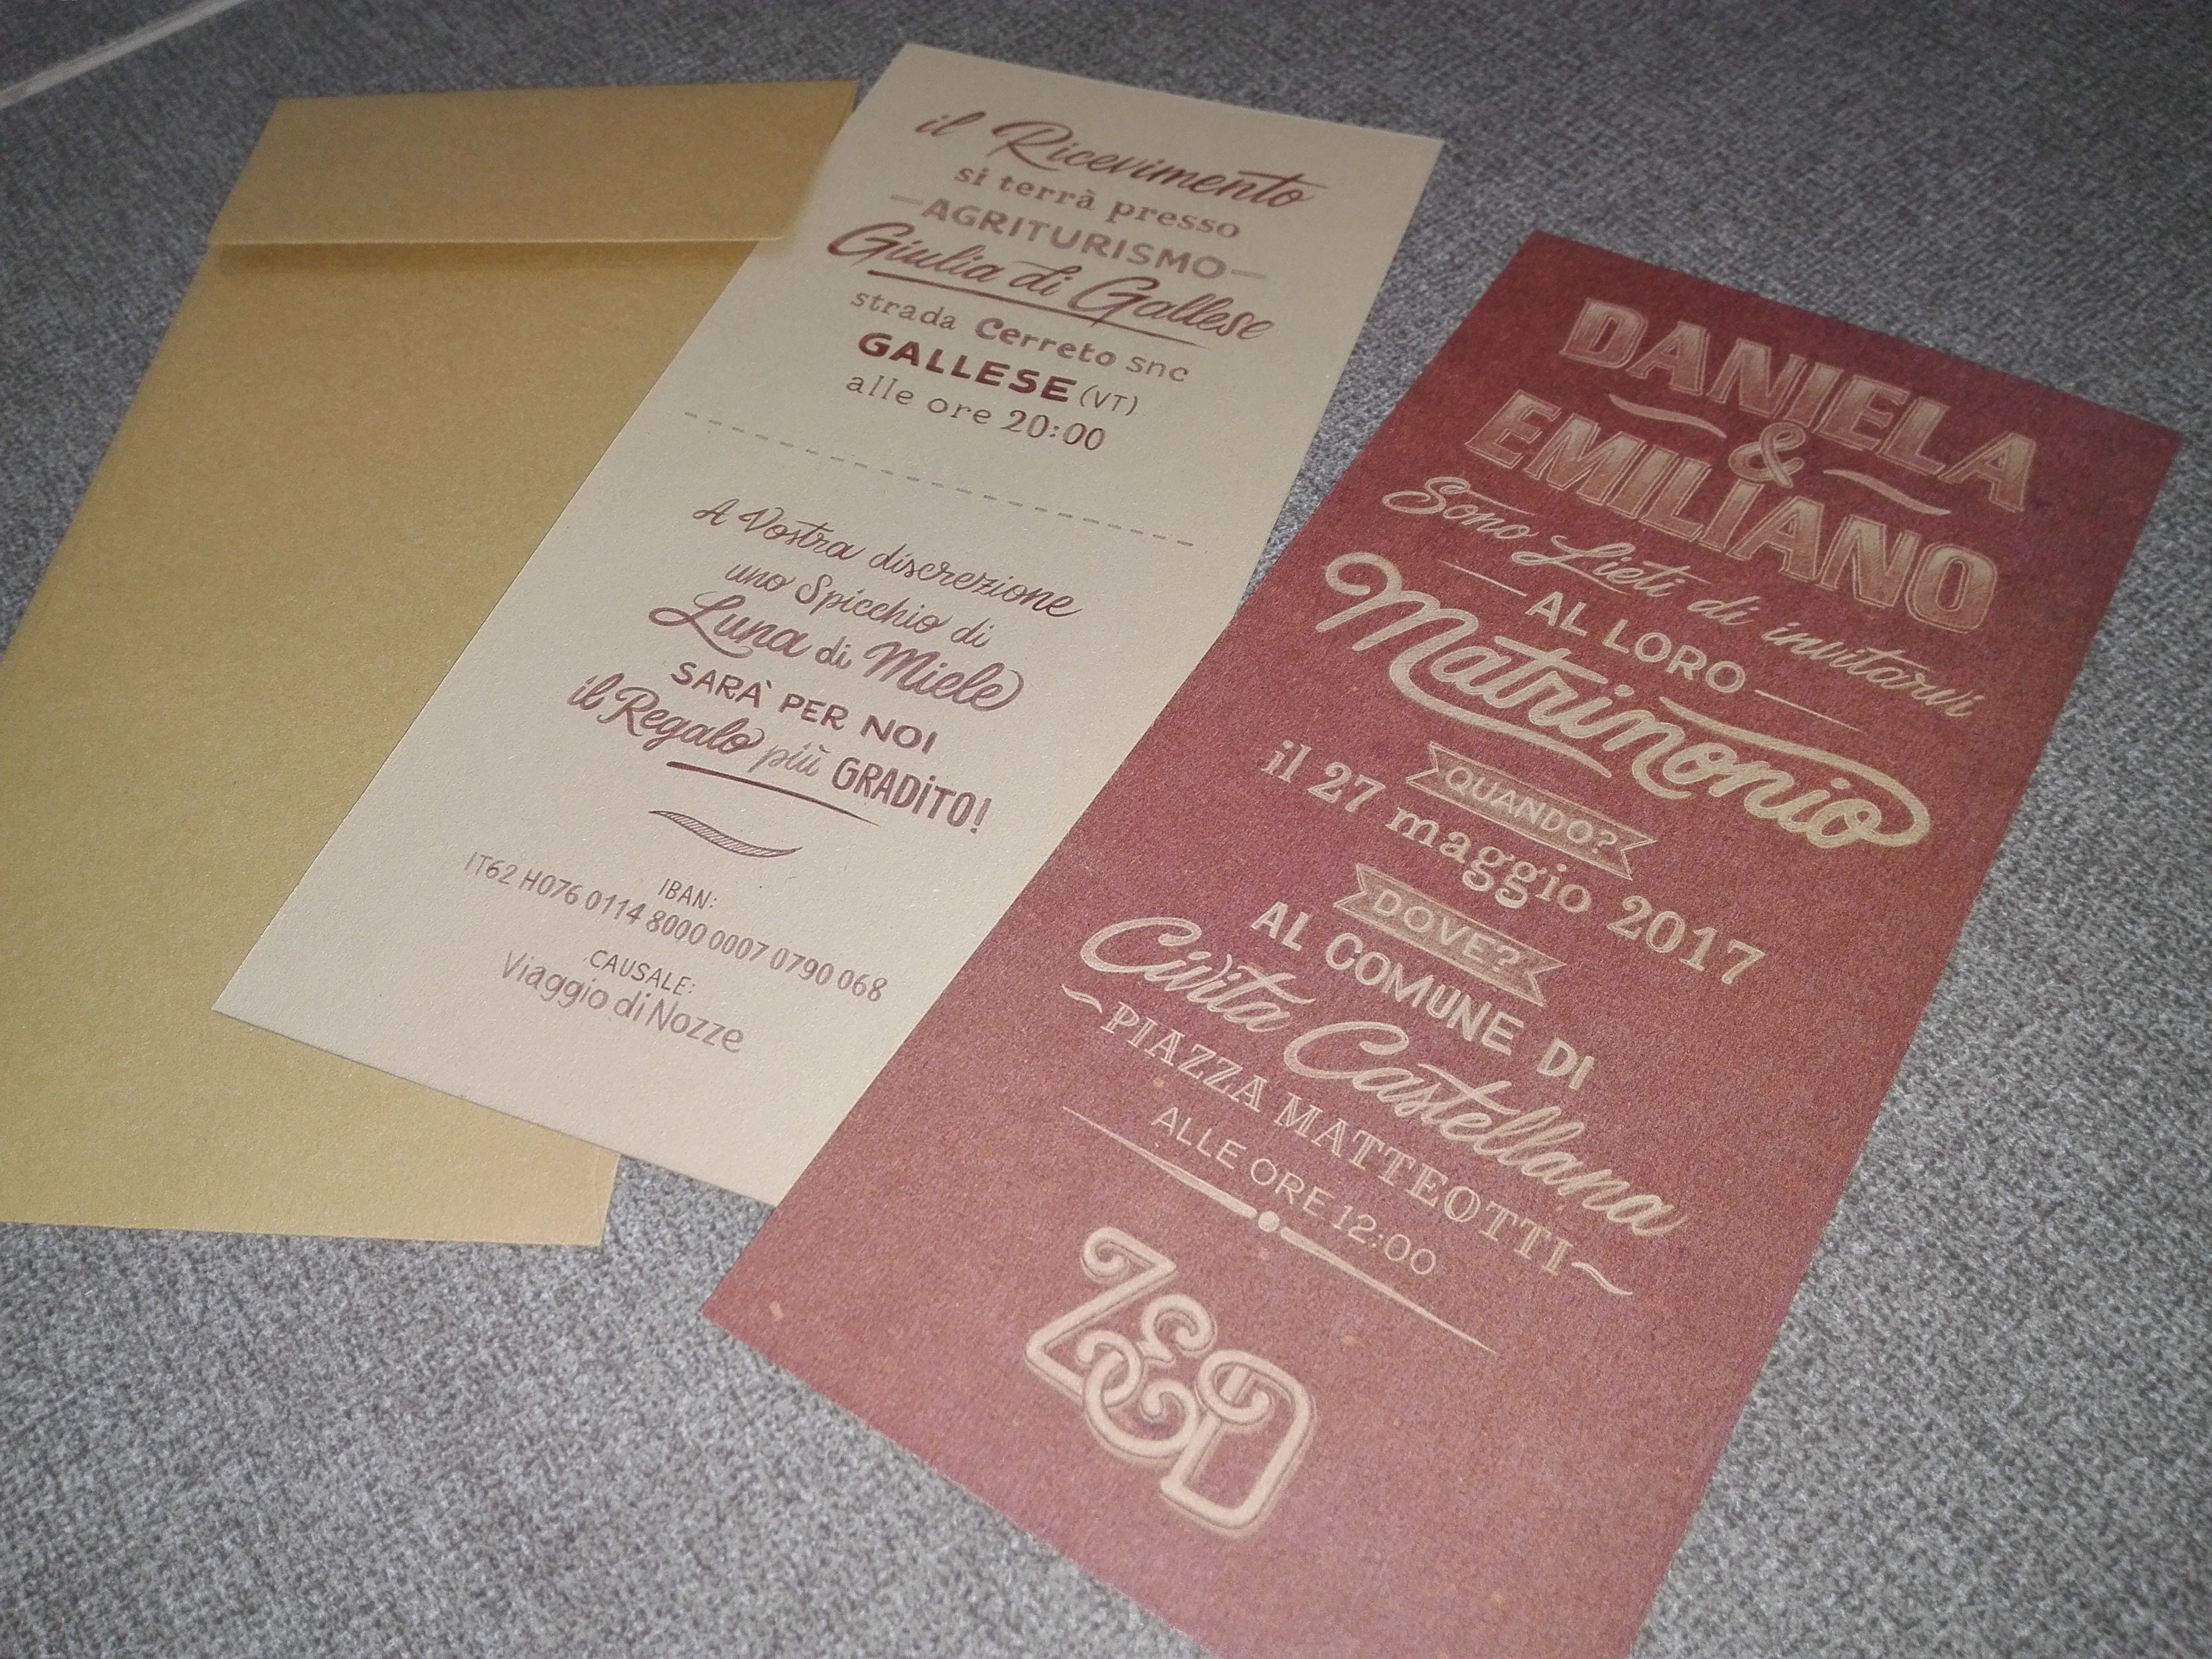 il Ricevimento
si terrà presso
AGRITURISMO
Giulia di Gallese
strada Cerreto snc
GALLESE (VT)
alle ore 20:00
A Vostra discrezione
uno Spicchio di
Luna di Miele
SARA' PER NOI
il Regalo più GRADiTO!
IBAN:
IT62 H076 0114 8000 0007 0790 068
CAUSALE:
Viaggio di Nozze
DANIELA
&
EMILIANO
Sono Lieti di invitarvi
AL LORO
Matrimonio
QUANDO?
il 27 maggio 2017
DOVE?
AL COMUNE DI
Civita Castellana
~PIAZZA MATTEOTTI~
ALLE ORE 12:00
ZED